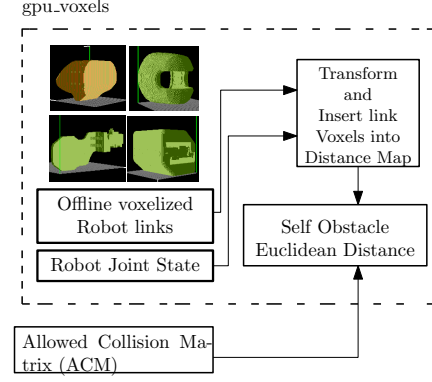 gpu_voxels
Transform
and
Insert link
Voxels into
Distance Map
Offline voxelized
Robot links
Self Obstacle
Euclidean Distance
Robot Joint State
Allowed Collision Ma-
trix (ACM)